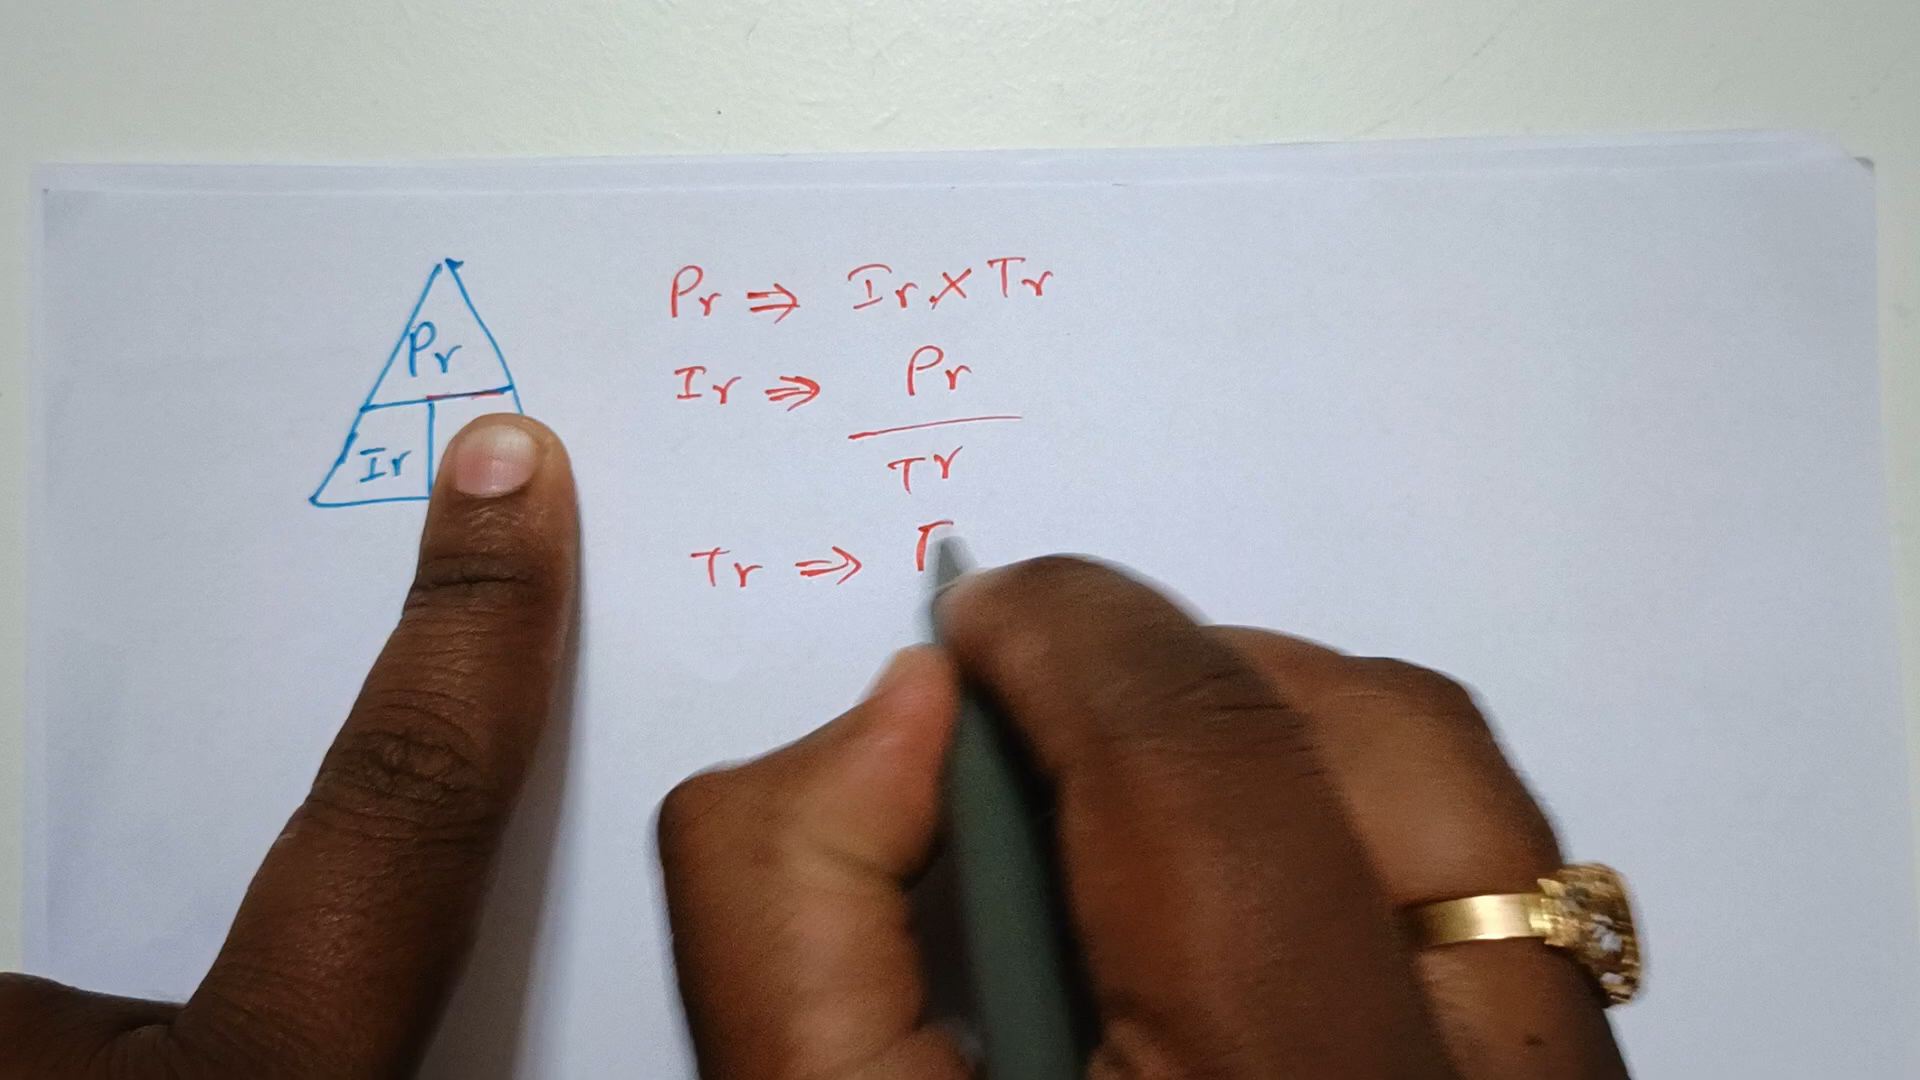 Pr
Ir
Pr ⇒ Ir × Tr
Ir ⇒ Pr
Tr
Tr ⇒